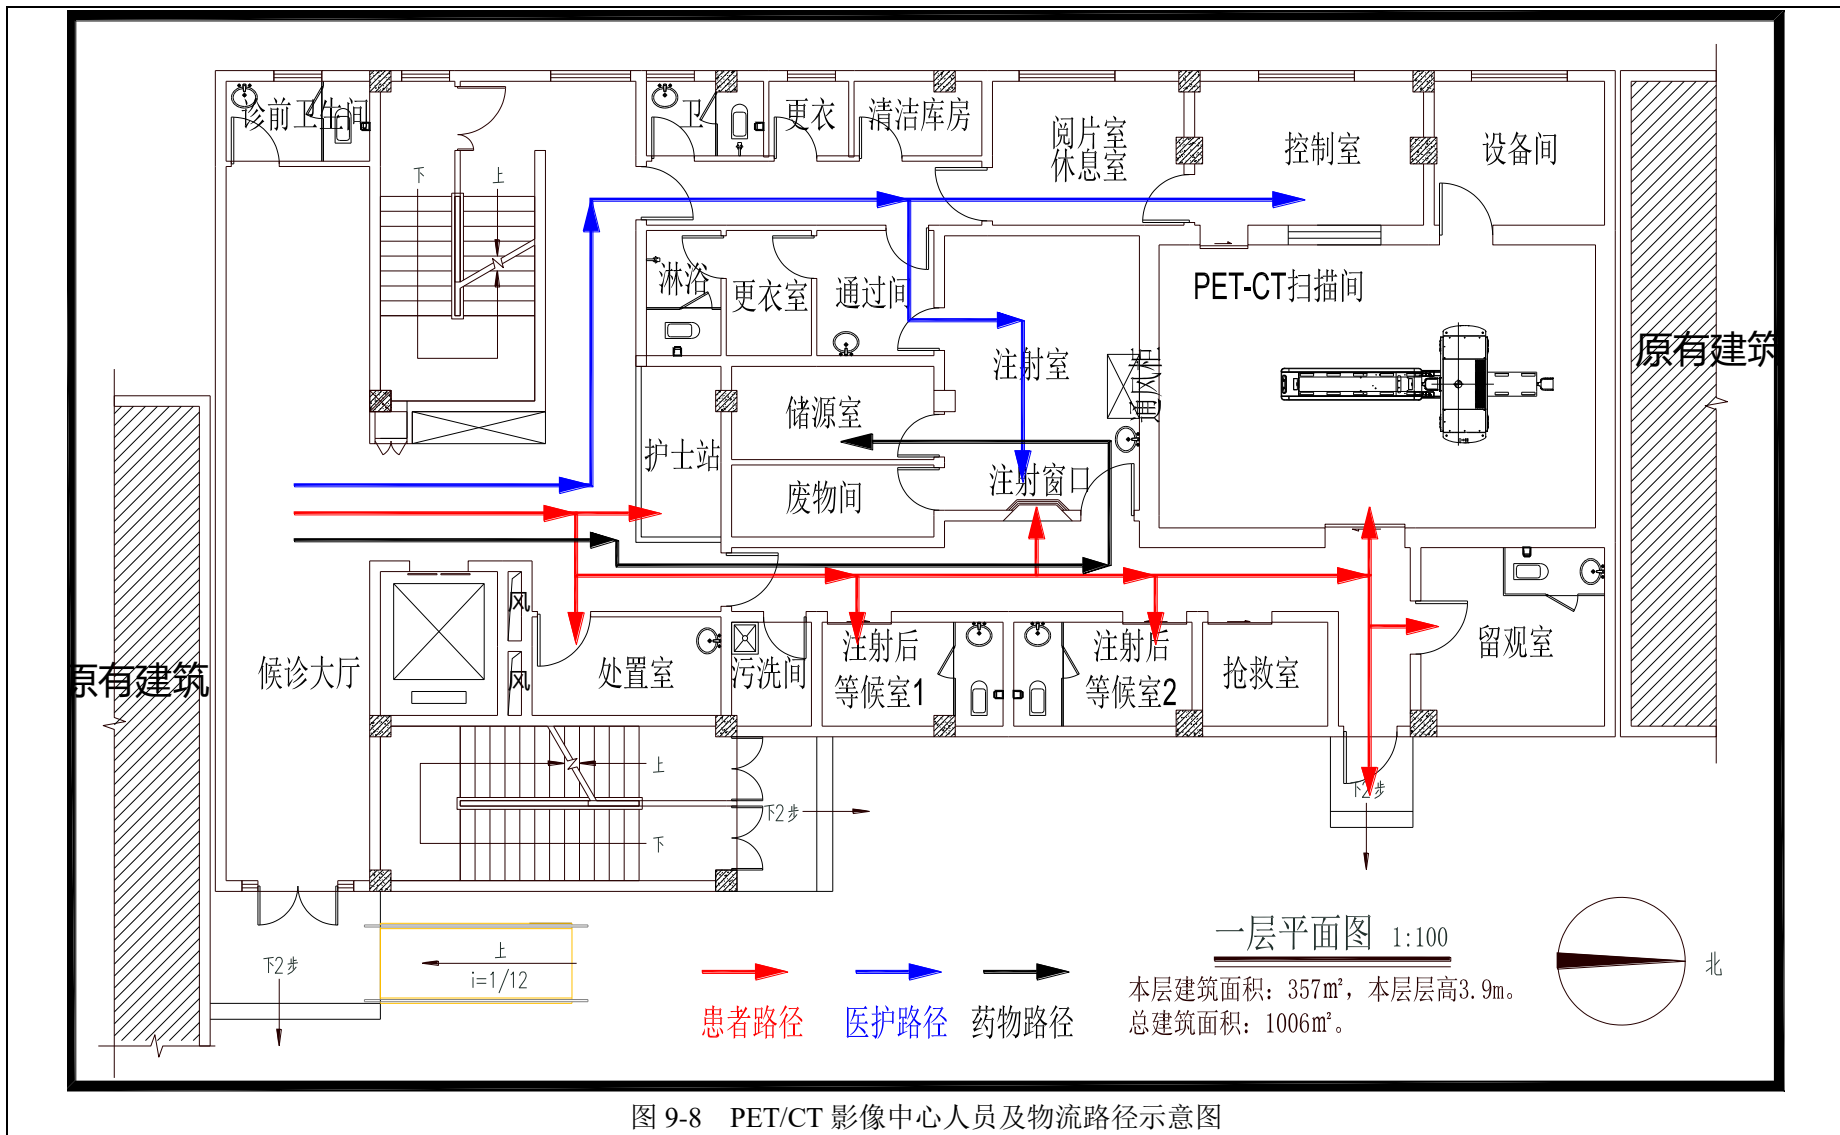 诊前卫生间
卫
更衣
清洁库房
阅片室
休息室
控制室
设备间
下
上
淋浴
更衣室
通过间
PET-CT扫描间
注射室
通风柜
原有建筑
储源室
护士站
注射窗口
废物间
风
风
原有建筑
候诊大厅
处置室
污洗间
注射后
等候室1
注射后
等候室2
抢救室
留观室
上
下
下2步
下2步
下2步
上
i=1/12
一层平面图 1:100
北
本层建筑面积：357m²，本层层高3.9m。
总建筑面积：1006m²。
患者路径
医护路径
药物路径
图 9-8 PET/CT 影像中心人员及物流路径示意图